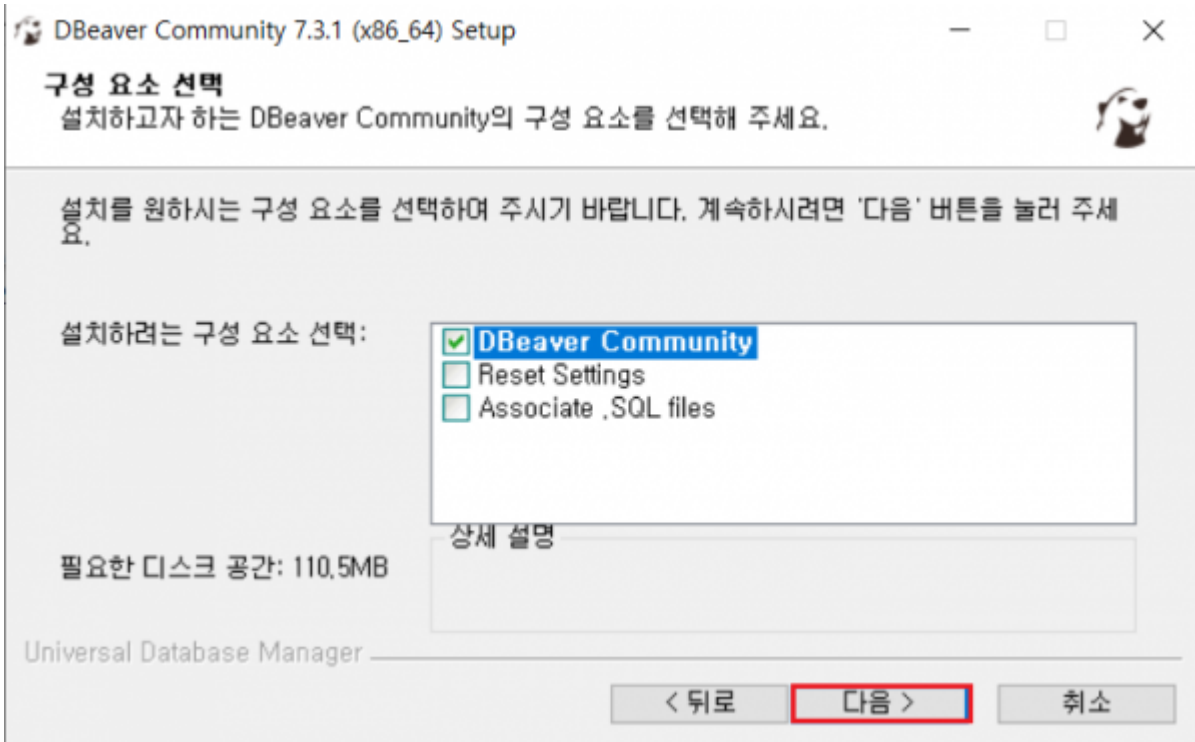 DBeaver Community 7.3.1 (x86_64) Setup
구성 요소 선택
설치하고자 하는 DBeaver Community의 구성 요소를 선택해 주세요.
설치를 원하시는 구성 요소를 선택하여 주시기 바랍니다. 계속하시려면 '다음' 버튼을 눌러 주세
요.
설치하려는 구성 요소 선택:
DBeaver Community
Reset Settings
Associate .SQL files
상세 설명
필요한 디스크 공간: 110.5MB
Universal Database Manager
< 뒤로 다음 > 취소